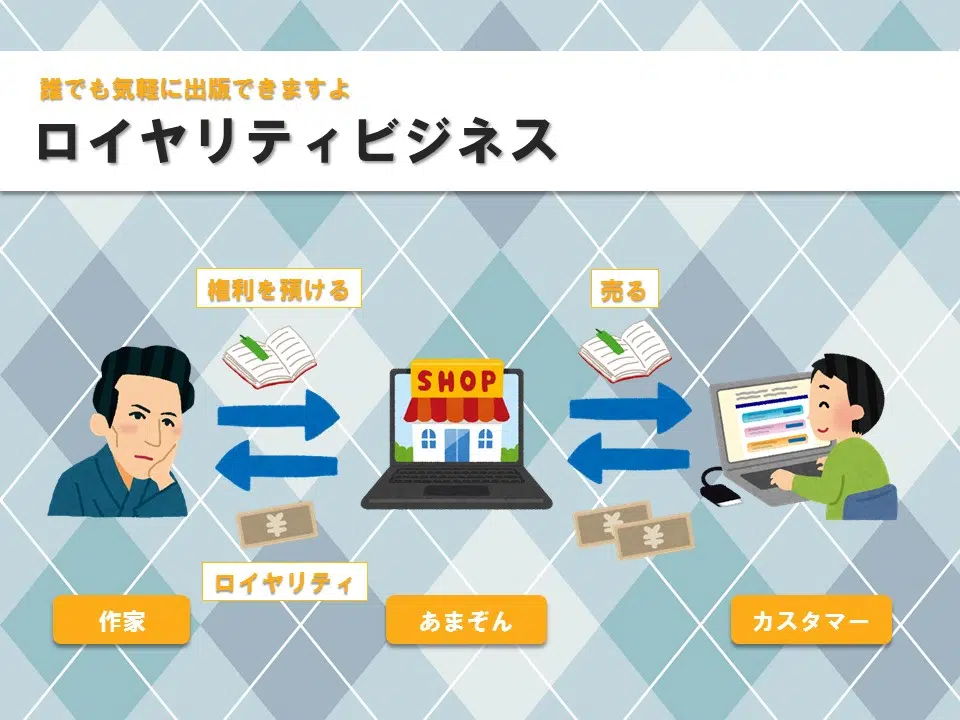 誰でも気軽に出版できますよ
ロイヤリティビジネス
権利を預ける
売る
SHOP
¥
¥
¥
ロイヤリティ
作家
あまぞん
カスタマー